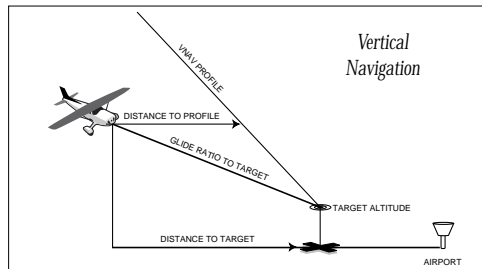 Vertical
Navigation
VNAV PROFILE
DISTANCE TO PROFILE
GLIDE RATIO TO TARGET
TARGET ALTITUDE
DISTANCE TO TARGET
AIRPORT